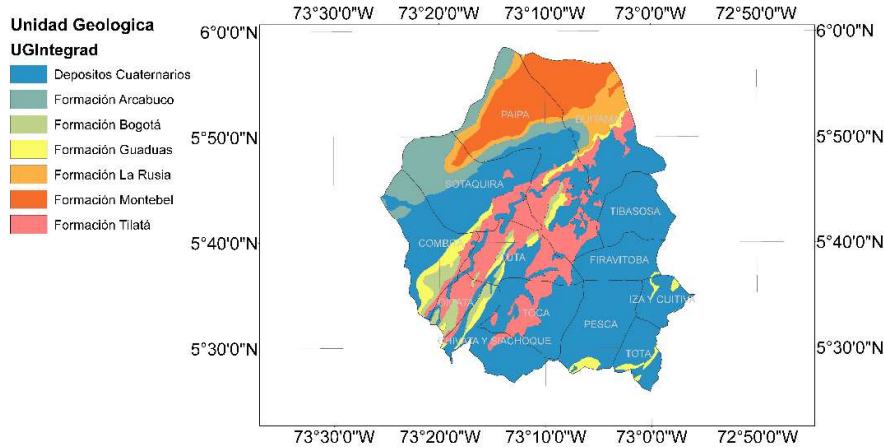 Unidad Geologica
UGIntegrad
Depositos Cuaternarios
Formación Arcabuco
Formación Bogotá
Formación Guaduas
Formación La Rusia
Formación Montebel
Formación Tilatá
73°30'0"W 73°20'0"W 73°10'0"W 73°0'0"W 72°50'0"W
6°0'0"N 6°0'0"N
PAIPA
5°50'0"N 5°50'0"N
SOTAQUIRA
TIBASOSA
5°40'0"N 5°40'0"N
FIRAVITOBA
IZA Y CUITIVA
TOCA
PESCA
CHIVATA Y SIACHOQUE
5°30'0"N 5°30'0"N
TOTA
73°30'0"W 73°20'0"W 73°10'0"W 73°0'0"W 72°50'0"W